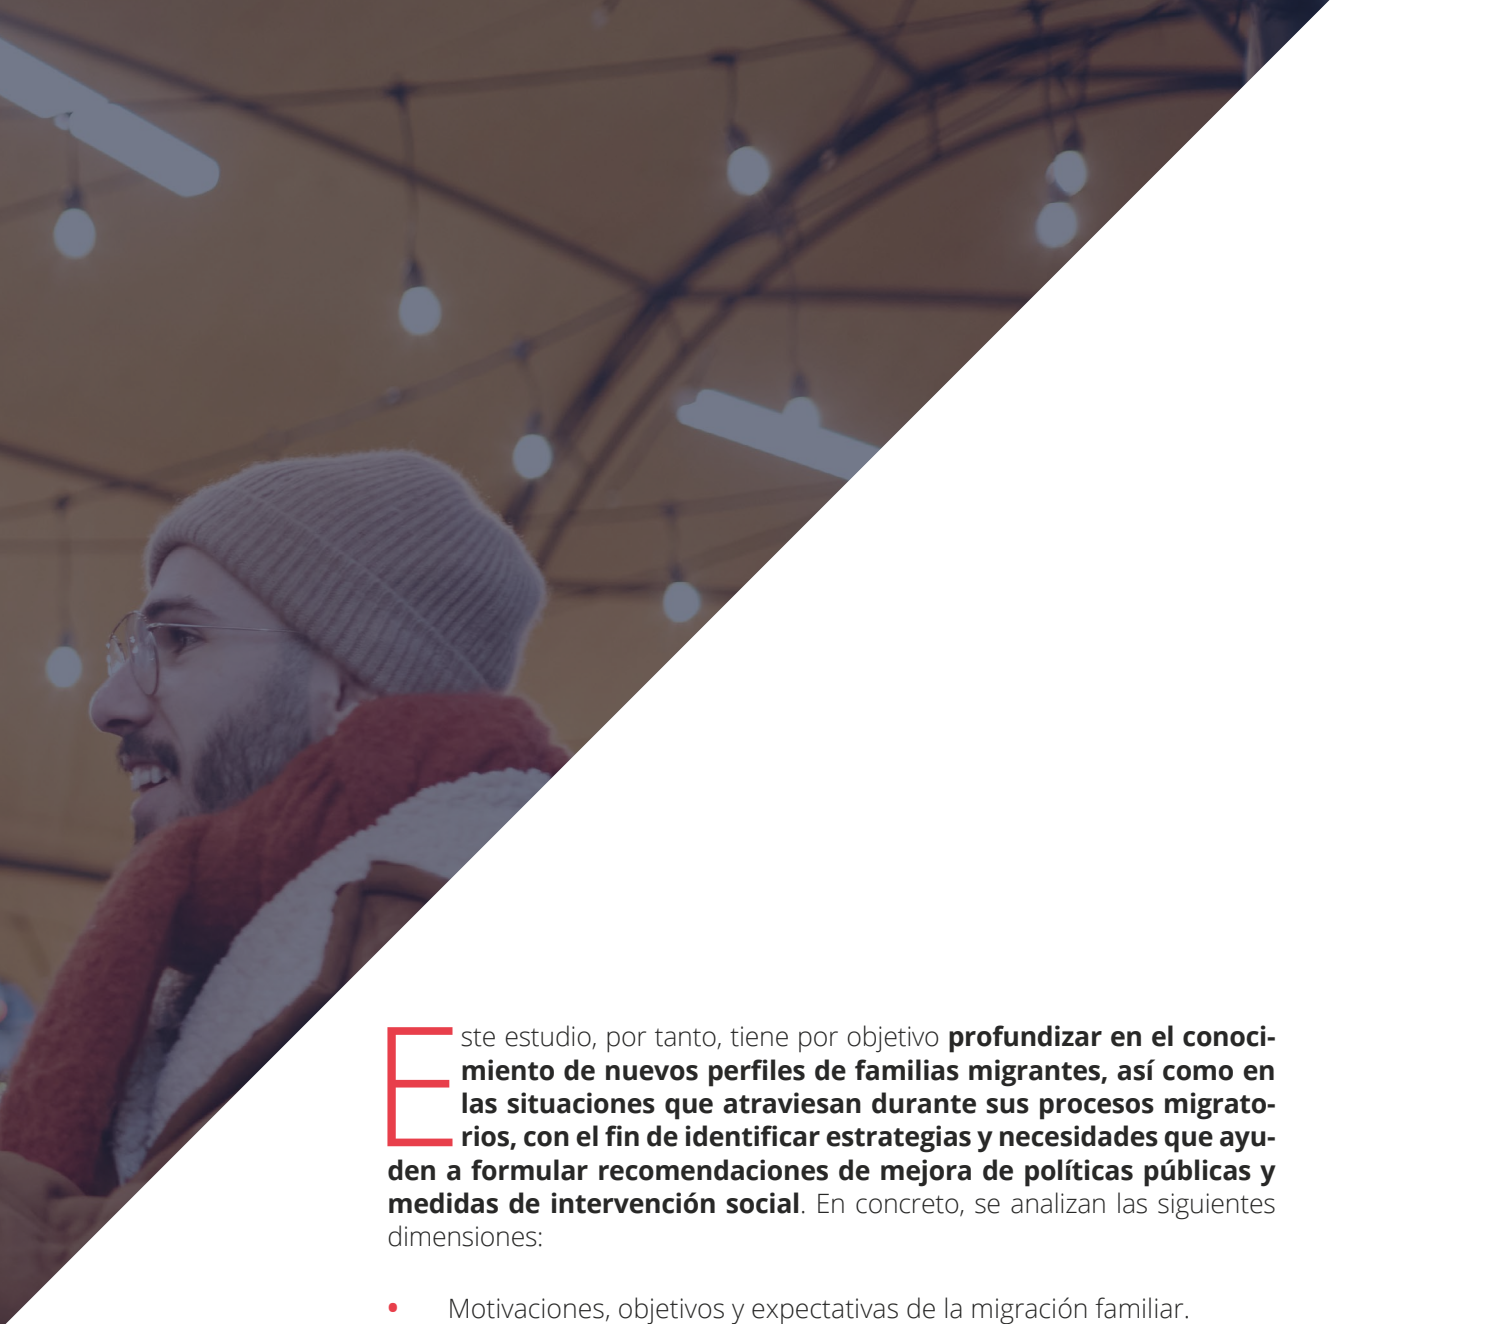 Este estudio, por tanto, tiene por objetivo profundizar en el conoci-
miento de nuevos perfiles de familias migrantes, así como en
las situaciones que atraviesan durante sus procesos migrato-
rios, con el fin de identificar estrategias y necesidades que ayu-
den a formular recomendaciones de mejora de políticas públicas y
medidas de intervención social. En concreto, se analizan las siguientes
dimensiones:
• Motivaciones, objetivos y expectativas de la migración familiar.